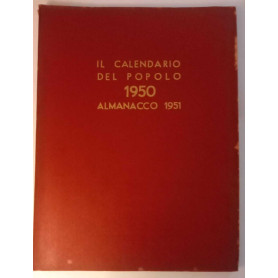 IL CALENDARIO
DEL POPOLO
1950
ALMANACCO 1951